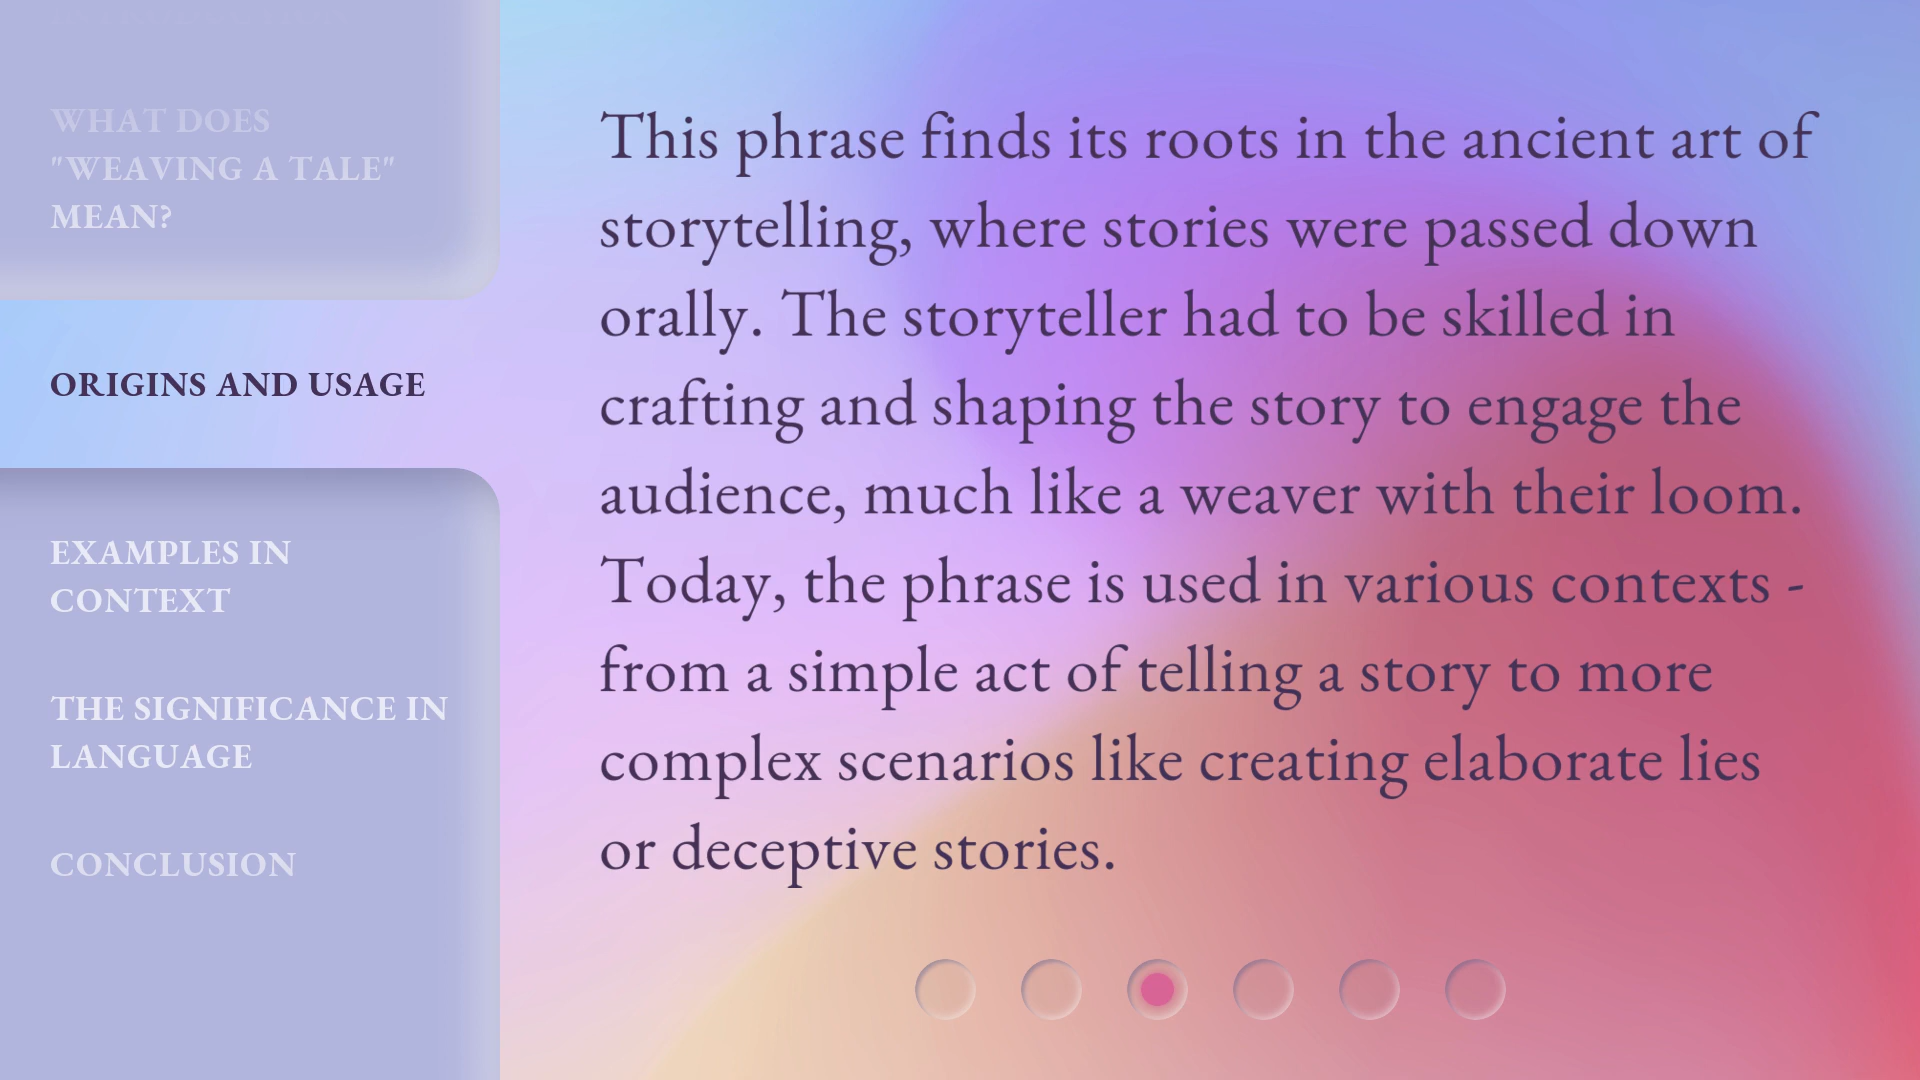 WHAT DOES
"WEAVING A TALE"
MEAN?
ORIGINS AND USAGE
EXAMPLES IN
CONTEXT
THE SIGNIFICANCE IN
LANGUAGE
CONCLUSION
This phrase finds its roots in the ancient art of
storytelling, where stories were passed down
orally. The storyteller had to be skilled in
crafting and shaping the story to engage the
audience, much like a weaver with their loom.
Today, the phrase is used in various contexts -
from a simple act of telling a story to more
complex scenarios like creating elaborate lies
or deceptive stories.